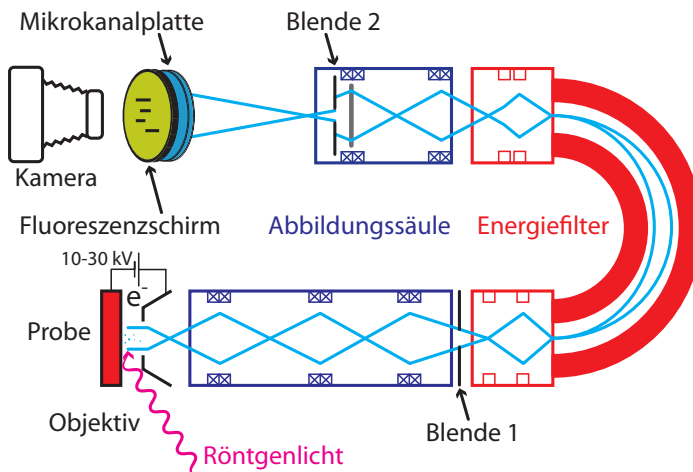 Mikrokanalplatte
Blende 2
Kamera
Fluoreszenzschirm
Abbildungssäule
Energiefilter
10-30 kV
e-
Probe
Objektiv
Röntgenlicht
Blende 1